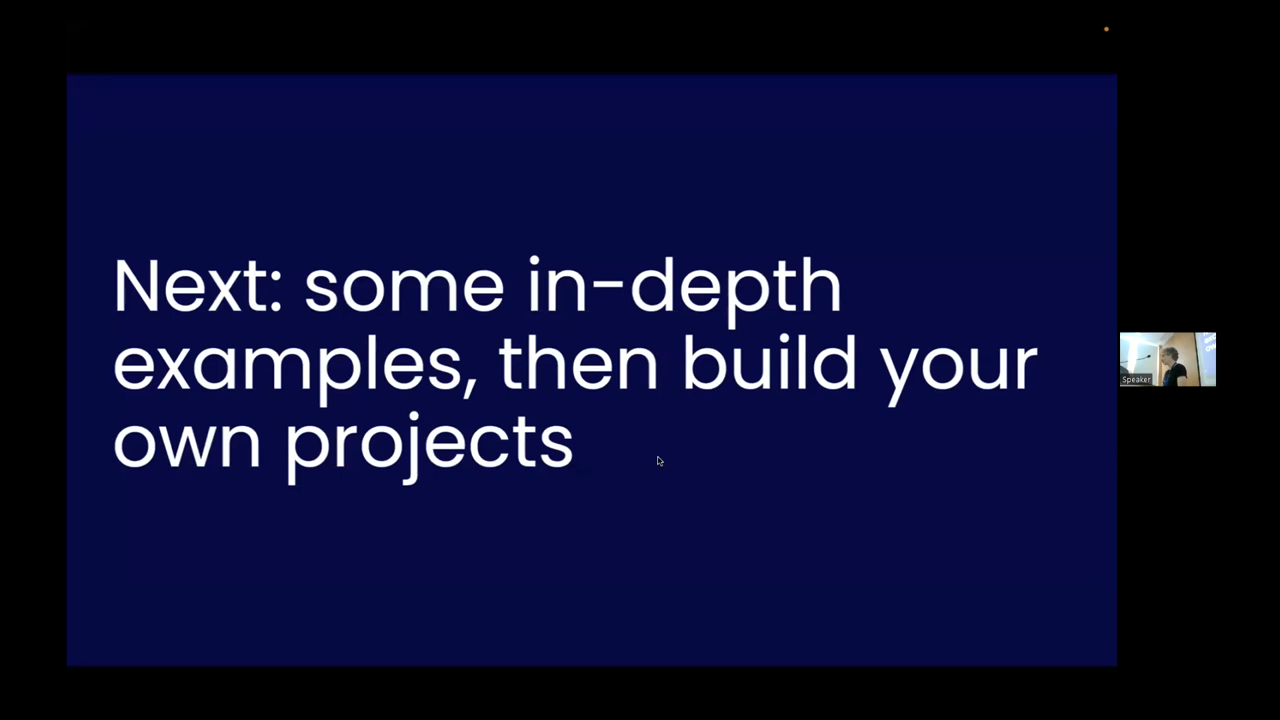 Next: some in-depth
examples, then build your
own projects
Speaker